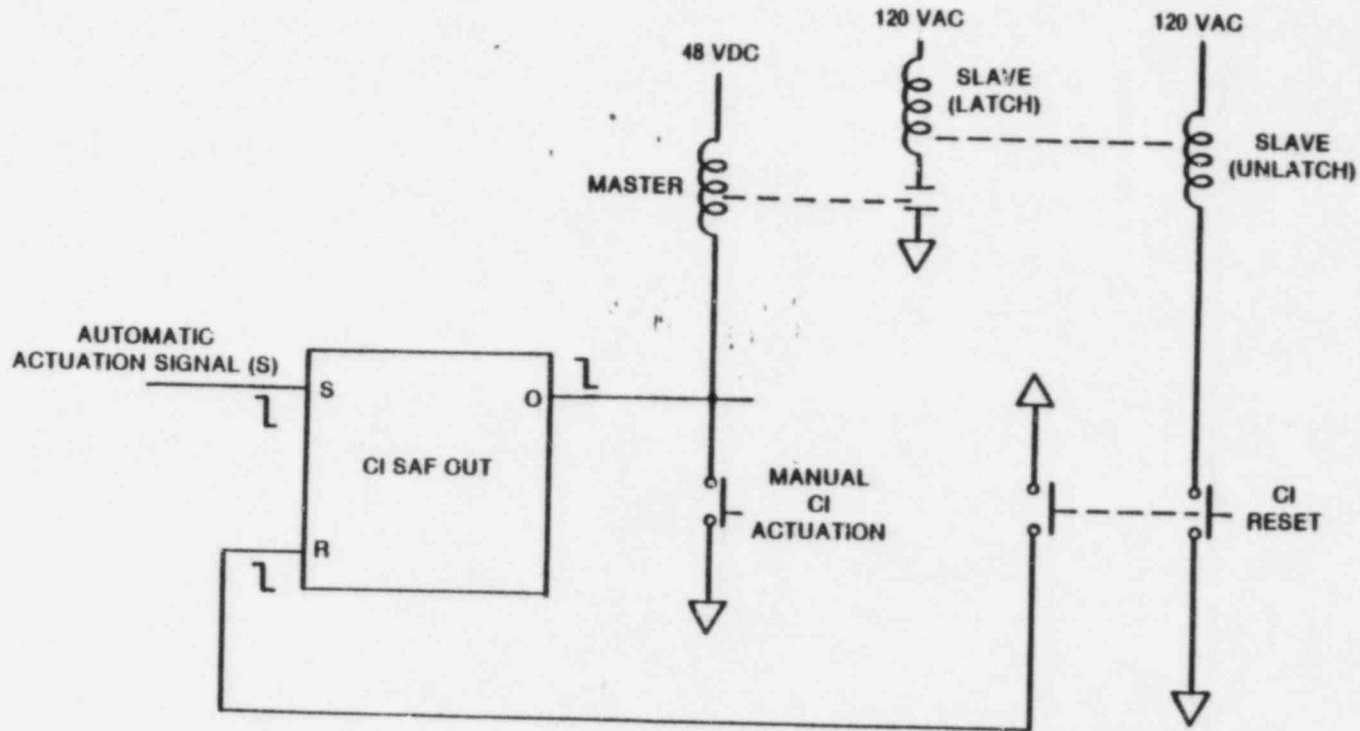 120 VAC
120 VAC
48 VDC
SLAVE
(LATCH)
SLAVE
(UNLATCH)
MASTER
AUTOMATIC
ACTUATION SIGNAL (S)
S
O
CI SAF OUT
R
MANUAL
CI
ACTUATION
CI
RESET